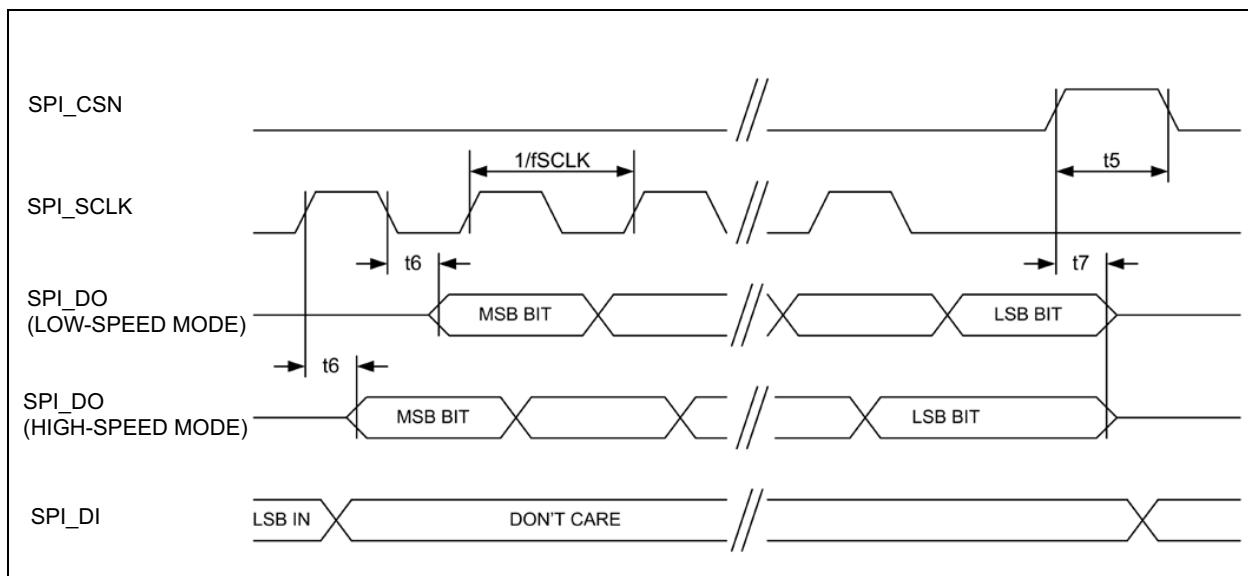 SPI_CSN
1/fSCLK
t5
SPI_SCLK
t6
t7
SPI_DO
(LOW-SPEED MODE)
MSB BIT
LSB BIT
t6
SPI_DO
(HIGH-SPEED MODE)
MSB BIT
LSB BIT
SPI_DI
LSB IN
DON'T CARE